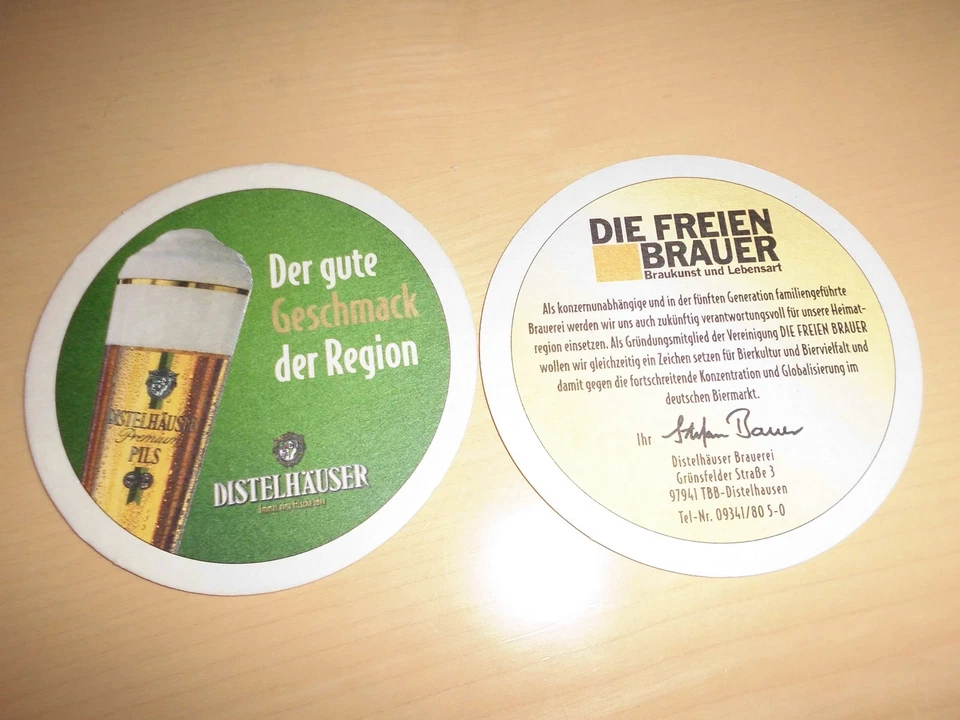 Der gute
Geschmack
der Region
DISTELHÄUSER
Premium
PILS
DISTELHÄUSER
DIE FREIEN
BRAUER
Braukunst und Lebensart
Als konzernunabhängige und in der fünften Generation familiengeführte
Brauerei werden wir uns auch zukünftig verantwortungsvoll für unsere Heimat-
region einsetzen. Als Gründungsmitglied der Vereinigung DIE FREIEN BRAUER
wollen wir gleichzeitig ein Zeichen setzen für Bierkultur und Biervielfalt und
damit gegen die fortschreitende Konzentration und Globalisierung im
deutschen Biermarkt.
Ihr Stefan Bauer
Distelhäuser Brauerei
Grünsfelder Straße 3
97941 TBB-Distelhausen
Tel-Nr. 09341/80 5-0